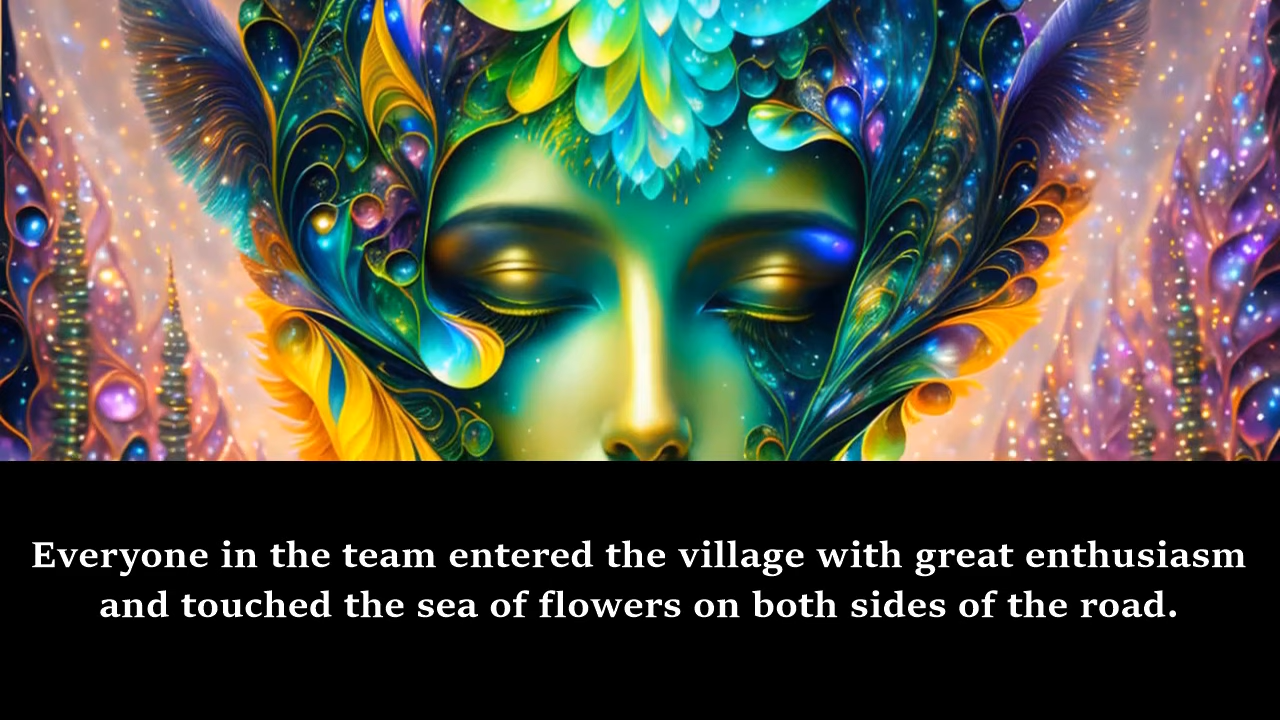 Everyone in the team entered the village with great enthusiasm
and touched the sea of flowers on both sides of the road.